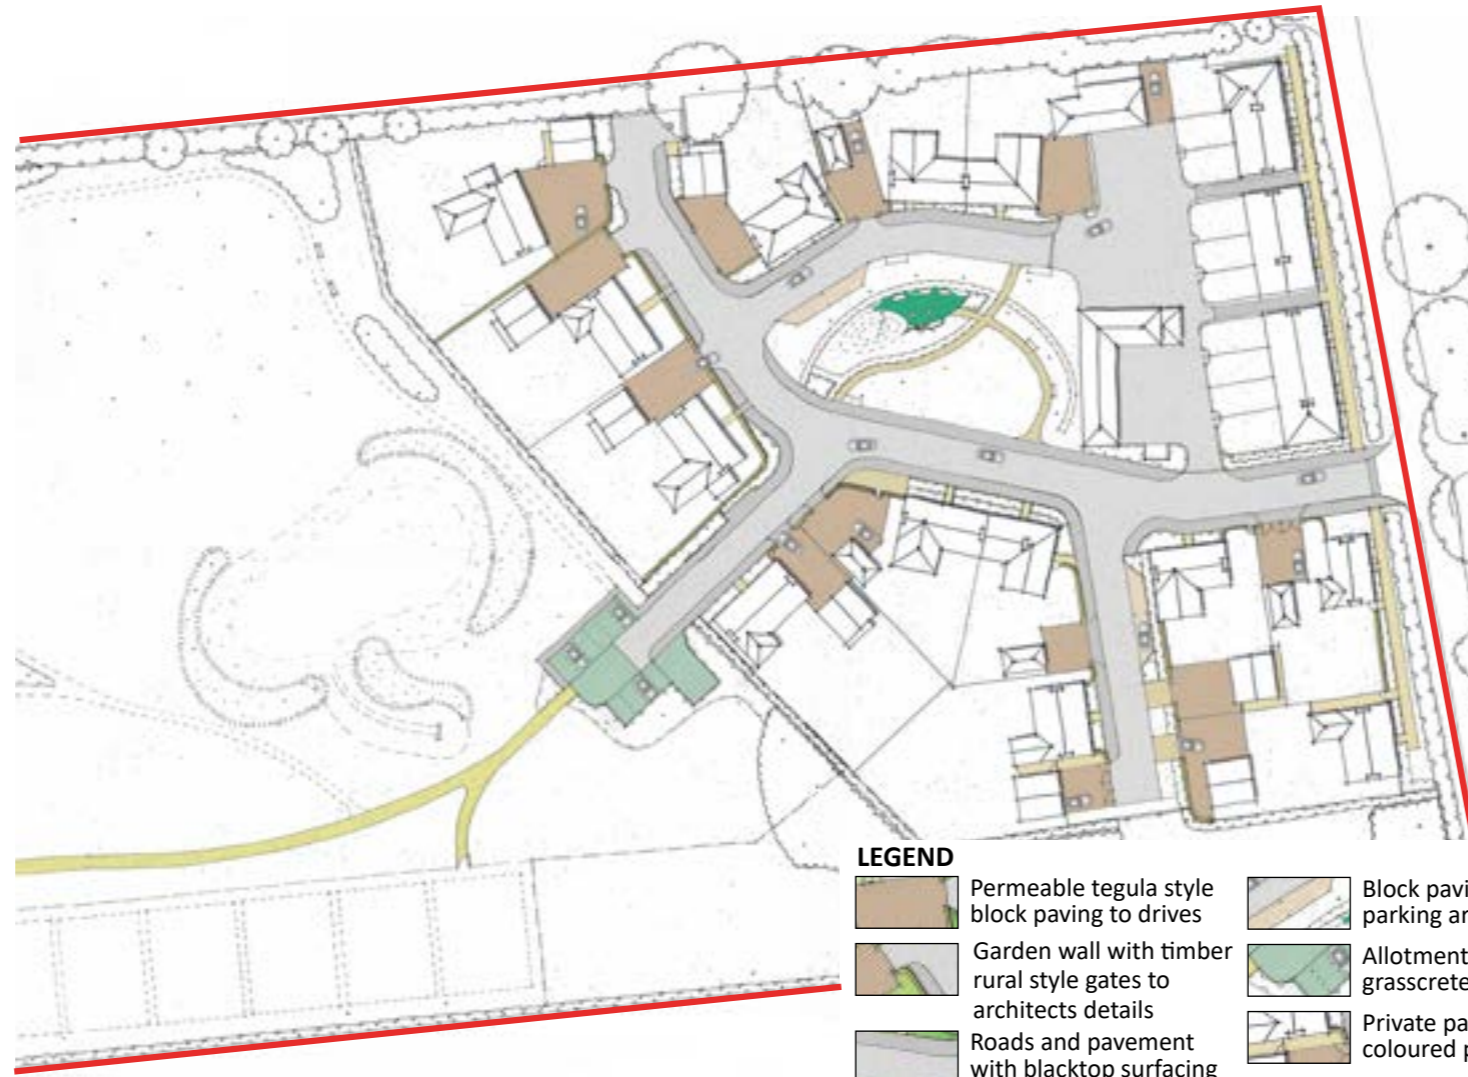 LEGEND
Permeable tegula style
block paving to drives
Garden wall with timber
rural style gates to
architects details
Roads and pavement
with blacktop surfacing
Block pavi
parking ar
Allotment
grasscrete
Private pa
coloured p